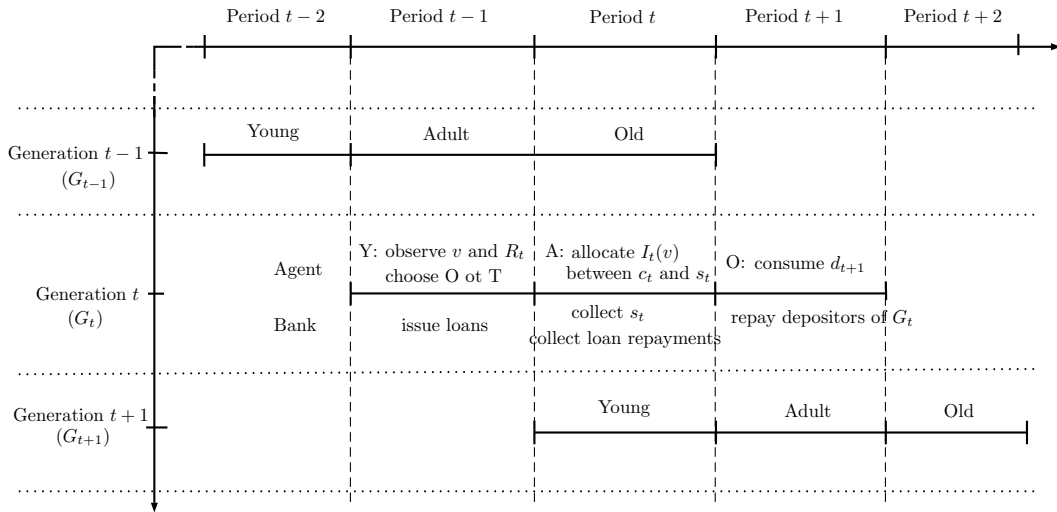 Period t − 2 Period t − 1 Period t Period t + 1 Period t + 2
Young Adult Old
Generation t − 1
(G_{t−1})
Y: observe v and R_t
choose O ot T
A: allocate I_t(v)
between c_t and s_t
O: consume d_{t+1}
Agent
Generation t
(G_t)
Bank
issue loans
collect s_t
collect loan repayments
repay depositors of G_t
Young Adult Old
Generation t + 1
(G_{t+1})